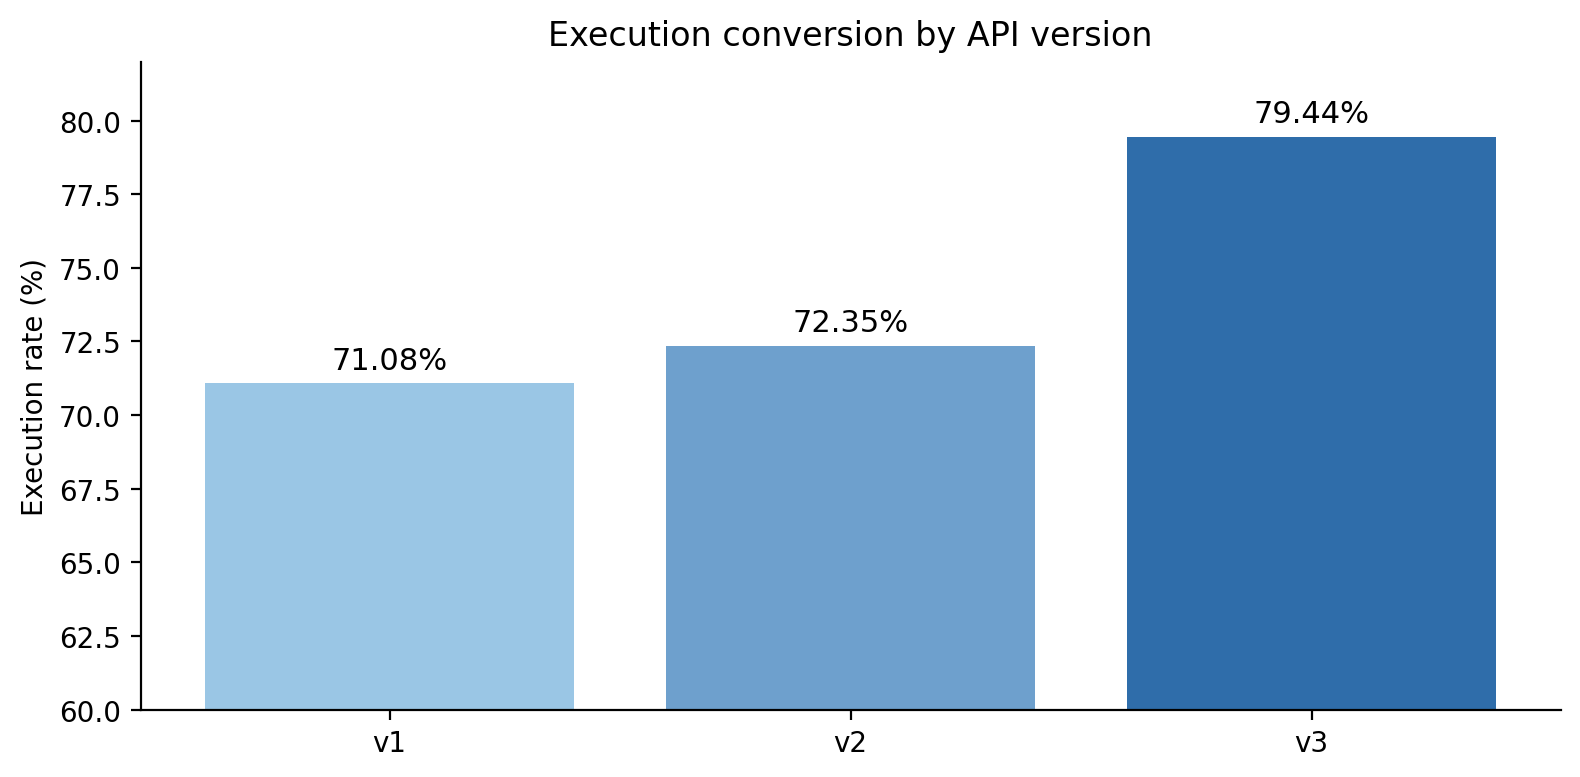 Execution conversion by API version
Execution rate (%)
80.0
77.5
75.0
72.5
70.0
67.5
65.0
62.5
60.0
71.08%
72.35%
79.44%
v1
v2
v3